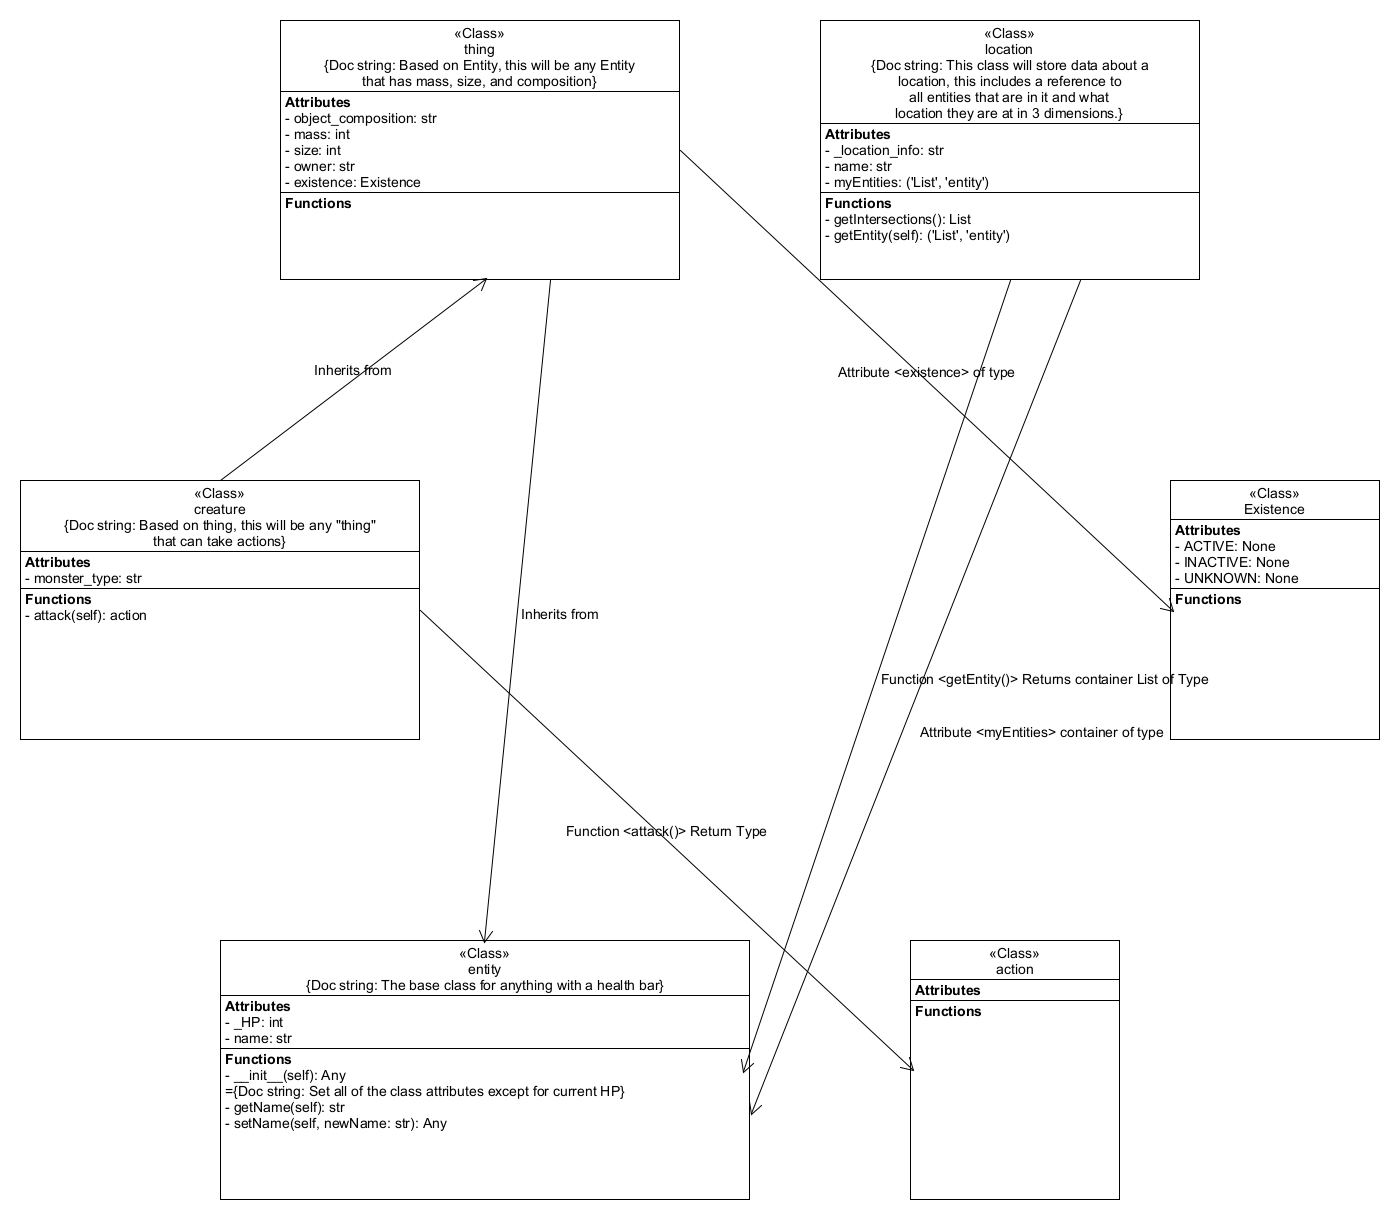 «Class»
thing
{Doc string: Based on Entity, this will be any Entity
that has mass, size, and composition}
Attributes
- object_composition: str
- mass: int
- size: int
- owner: str
- existence: Existence
Functions
«Class»
location
{Doc string: This class will store data about a
location, this includes a reference to
all entities that are in it and what
location they are at in 3 dimensions.}
Attributes
- _location_info: str
- name: str
- myEntities: ('List', 'entity')
Functions
- getIntersections(): List
- getEntity(self): ('List', 'entity')
Inherits from
Attribute <existence> of type
«Class»
creature
{Doc string: Based on thing, this will be any "thing"
that can take actions}
Attributes
- monster_type: str
Functions
- attack(self): action
«Class»
Existence
Attributes
- ACTIVE: None
- INACTIVE: None
- UNKNOWN: None
Functions
Inherits from
Function <getEntity()> Returns container List of Type
Attribute <myEntities> container of type
Function <attack()> Return Type
«Class»
entity
{Doc string: The base class for anything with a health bar}
Attributes
- _HP: int
- name: str
Functions
- __init__(self): Any
={Doc string: Set all of the class attributes except for current HP}
- getName(self): str
- setName(self, newName: str): Any
«Class»
action
Attributes
Functions